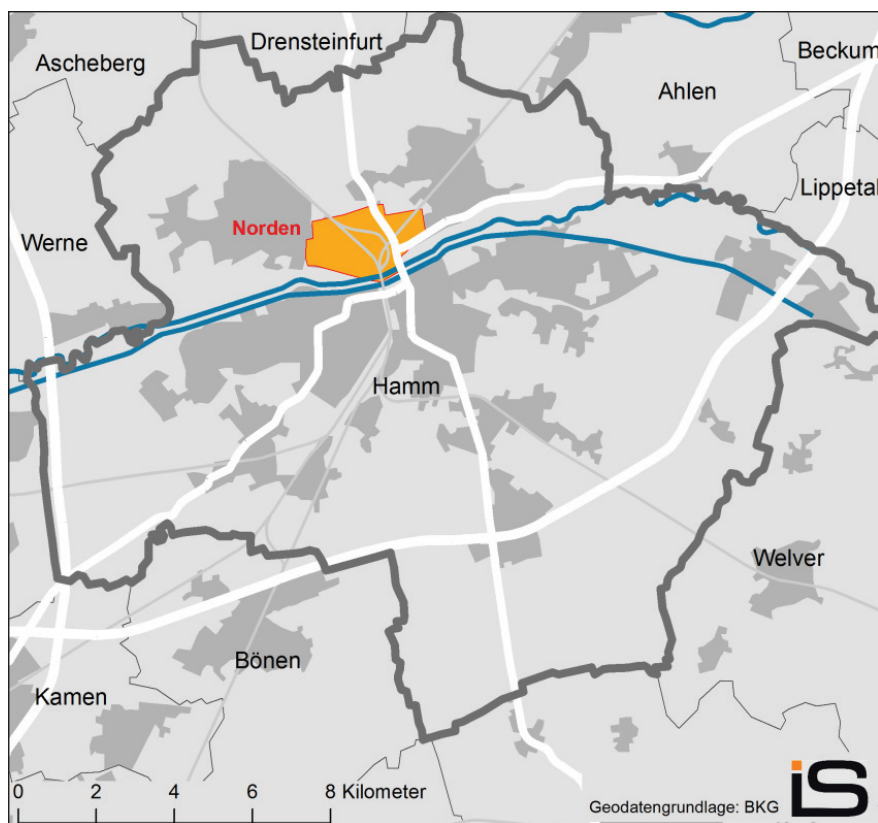 Drensteinfurt
Ascheberg
Beckum
Ahlen
Lippetal
Norden
Werne
Hamm
Welver
Bönen
Kamen
0 2 4 6 8 Kilometer
Geodatengrundlage: BKG
iS